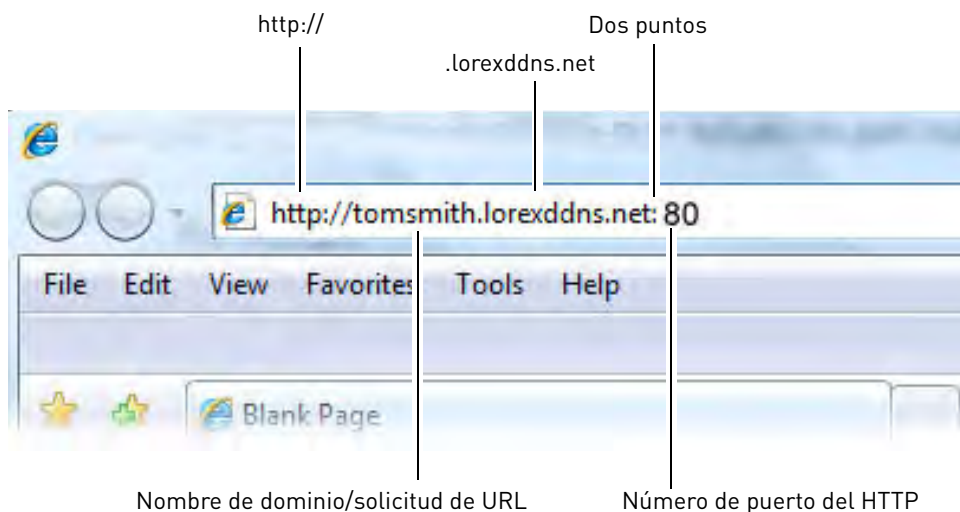 http://
Dos puntos
.lorexddns.net
http://tomsmith.lorexddns.net: 80
File Edit View Favorites Tools Help
Blank Page
Nombre de dominio/solicitud de URL
Número de puerto del HTTP